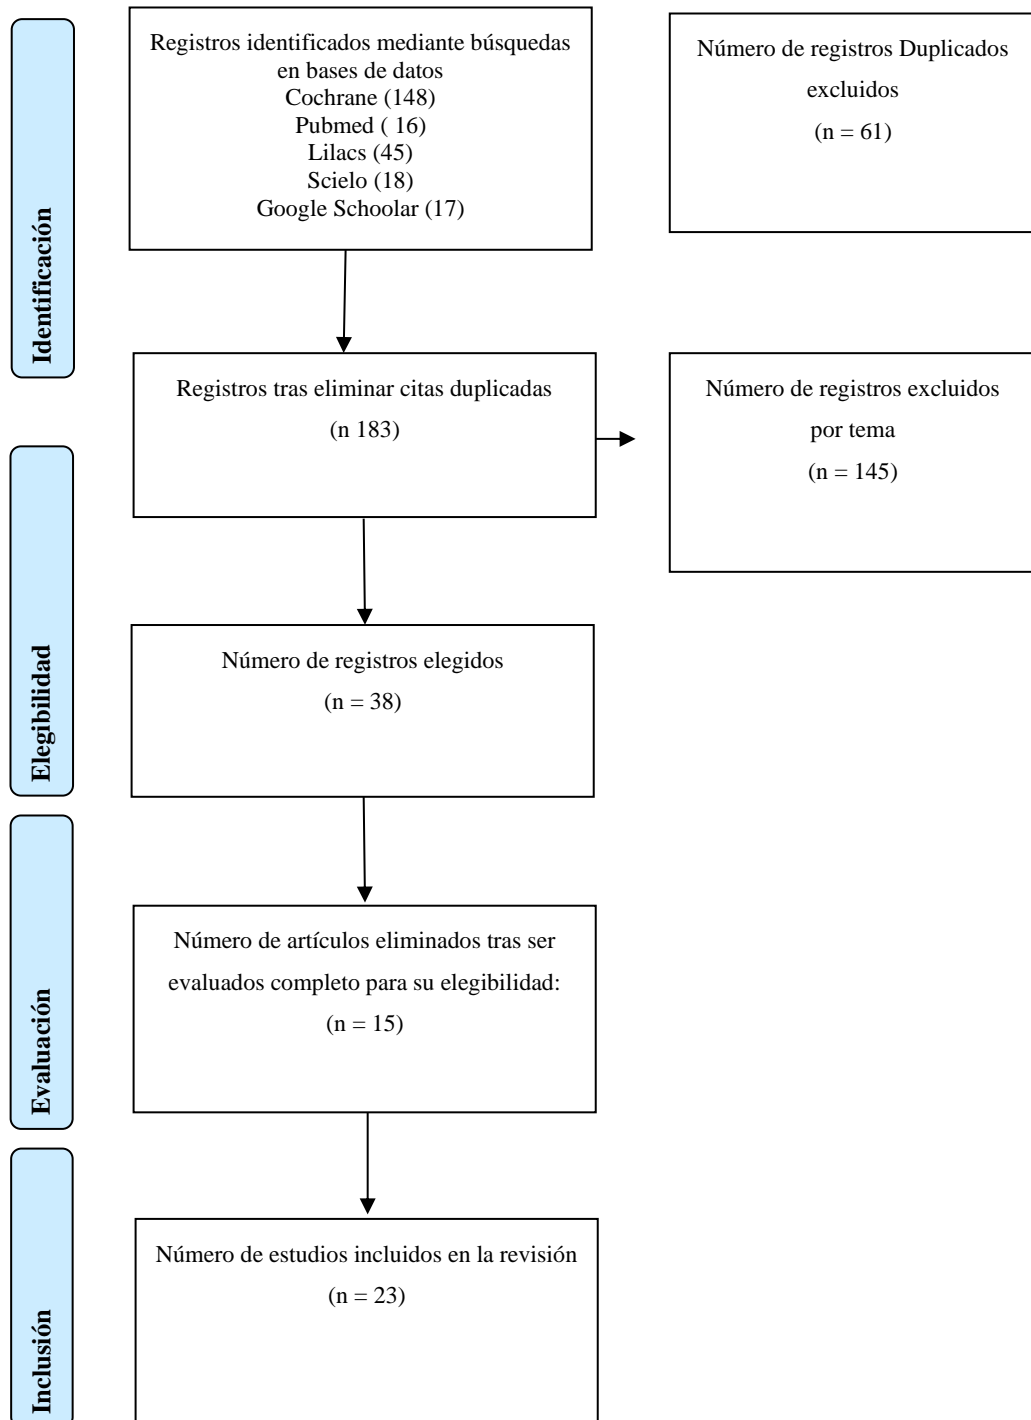 Identificación
Registros identificados mediante búsquedas
en bases de datos
Cochrane (148)
Pubmed ( 16)
Lilacs (45)
Scielo (18)
Google Schoolar (17)
Número de registros Duplicados
excluidos
(n = 61)
Registros tras eliminar citas duplicadas
(n 183)
Número de registros excluidos
por tema
(n = 145)
Elegibilidad
Número de registros elegidos
(n = 38)
Evaluación
Número de artículos eliminados tras ser
evaluados completo para su elegibilidad:
(n = 15)
Inclusión
Número de estudios incluidos en la revisión
(n = 23)